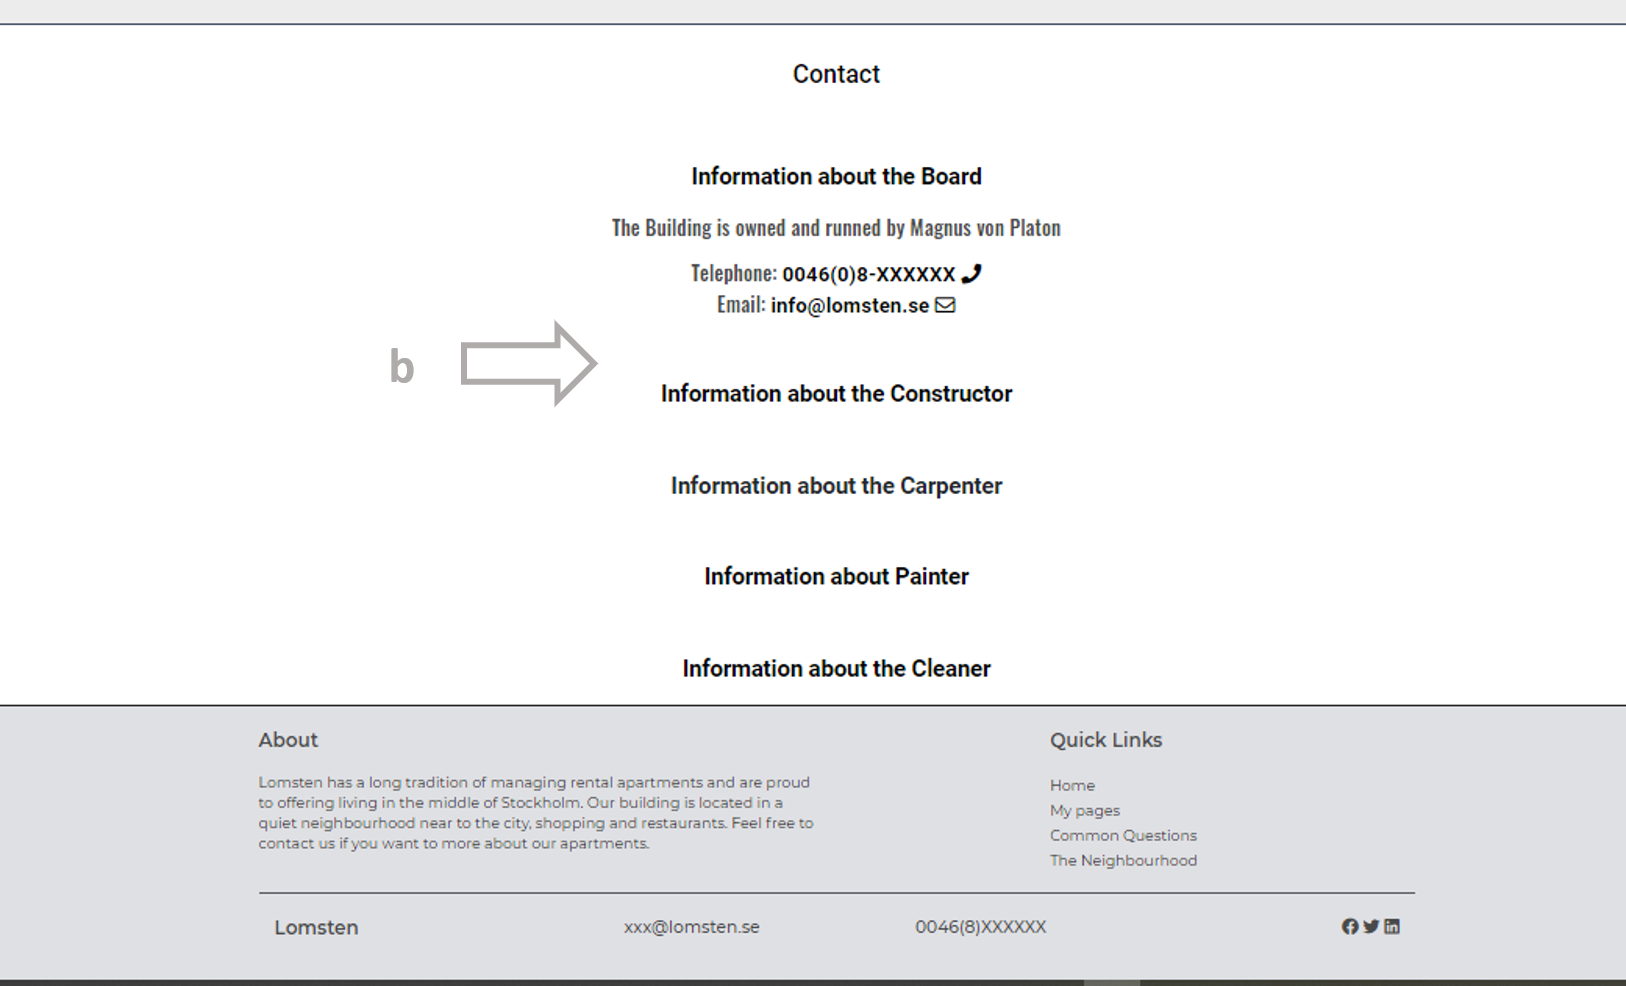 Contact
Information about the Board
The Building is owned and runned by Magnus von Platon
Telephone: 0046(0)8-XXXXXX
Email: info@lomsten.se
b
Information about the Constructor
Information about the Carpenter
Information about Painter
Information about the Cleaner
About
Lomsten has a long tradition of managing rental apartments and are proud
to offering living in the middle of Stockholm. Our building is located in a
quiet neighbourhood near to the city, shopping and restaurants. Feel free to
contact us if you want to more about our apartments.
Quick Links
Home
My pages
Common Questions
The Neighbourhood
Lomsten
xxx@lomsten.se
0046(8)XXXXXX